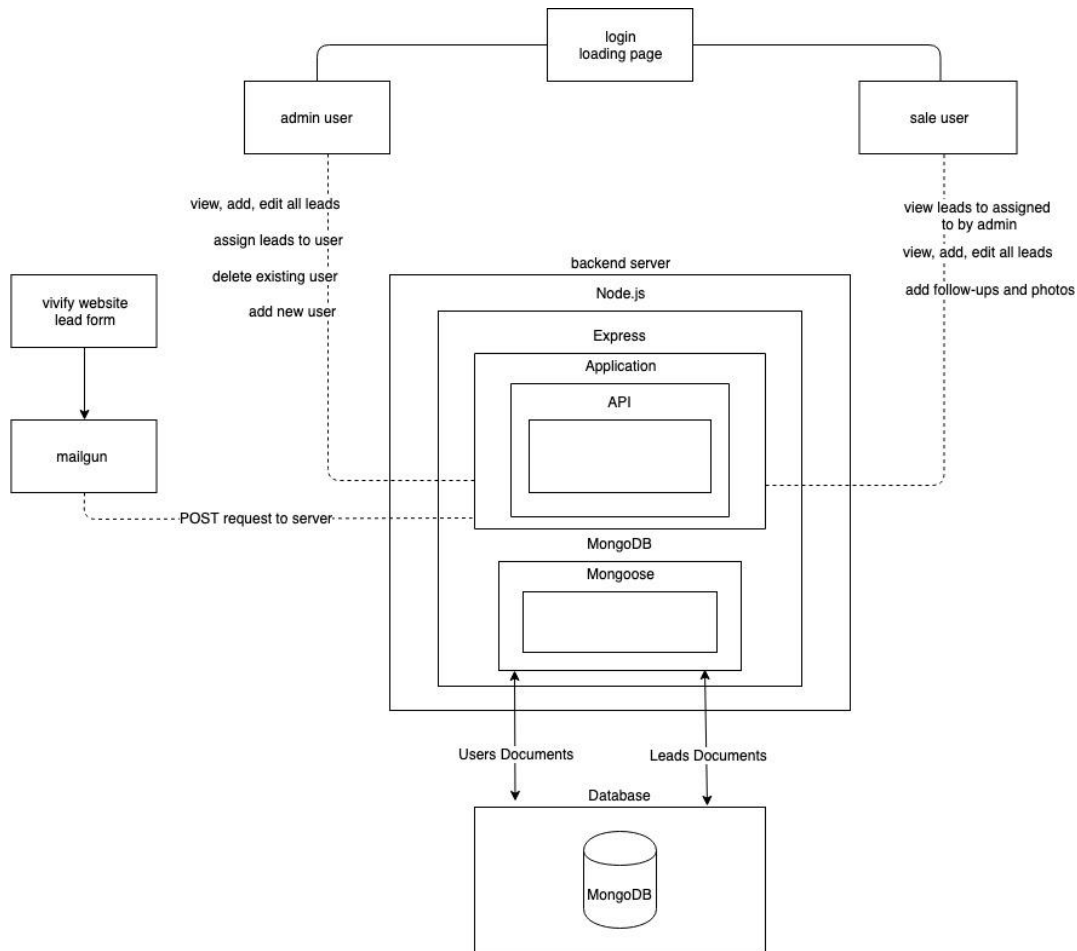 login
loading page
admin user
sale user
view, add, edit all leads
assign leads to user
delete existing user
add new user
view leads to assigned
to by admin
view, add, edit all leads
add follow-ups and photos
vivify website
lead form
mailgun
POST request to server
backend server
Node.js
Express
Application
API
MongoDB
Mongoose
Users Documents
Leads Documents
Database
MongoDB